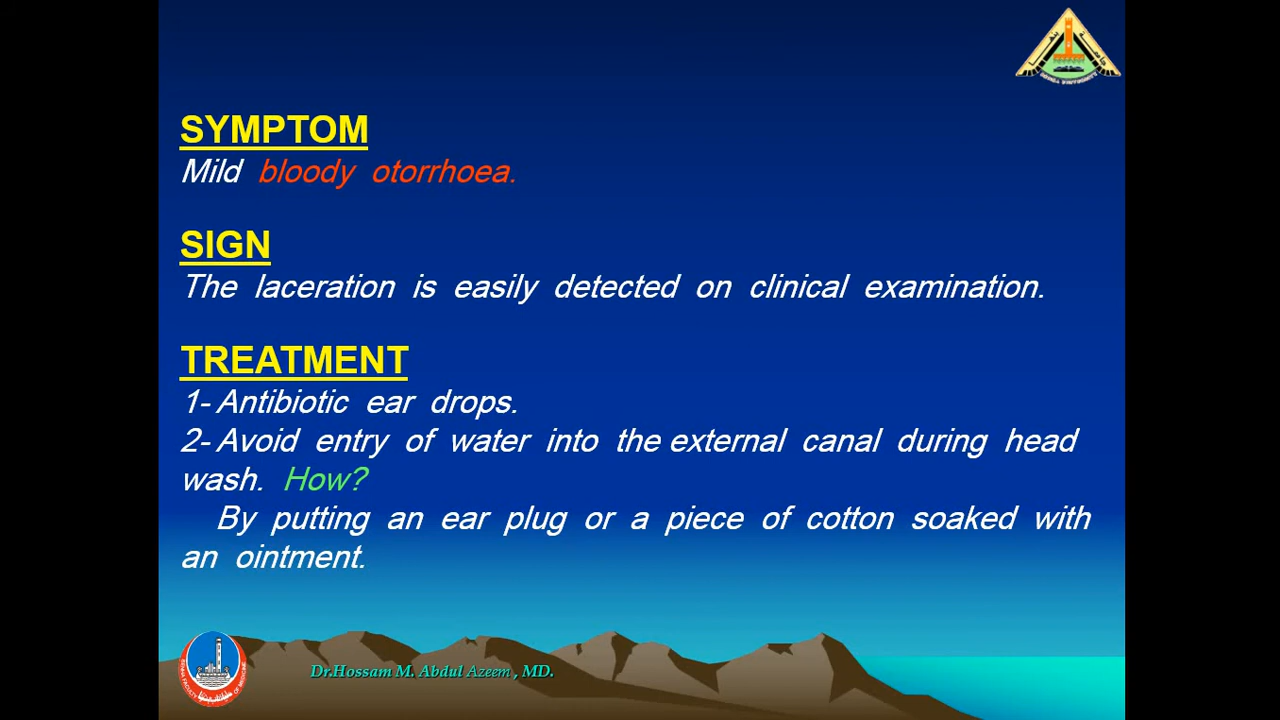 SYMPTOM
Mild bloody otorrhoea.
SIGN
The laceration is easily detected on clinical examination.
TREATMENT
1- Antibiotic ear drops.
2- Avoid entry of water into the external canal during head
wash. How?
By putting an ear plug or a piece of cotton soaked with
an ointment.
Dr.Hossam M. Abdul Azeem , MD.